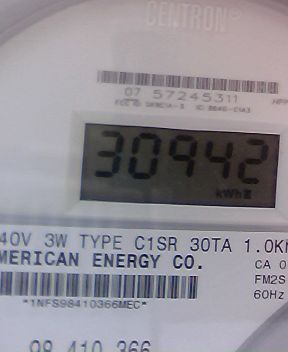 CENTRON®
07 57245311
30942
kWh
40V 3W TYPE C1SR 30TA 1.0K
MERICAN ENERGY CO.
CA 0
FM2S
60Hz
*1NFS98410366MEC*
98 410 366